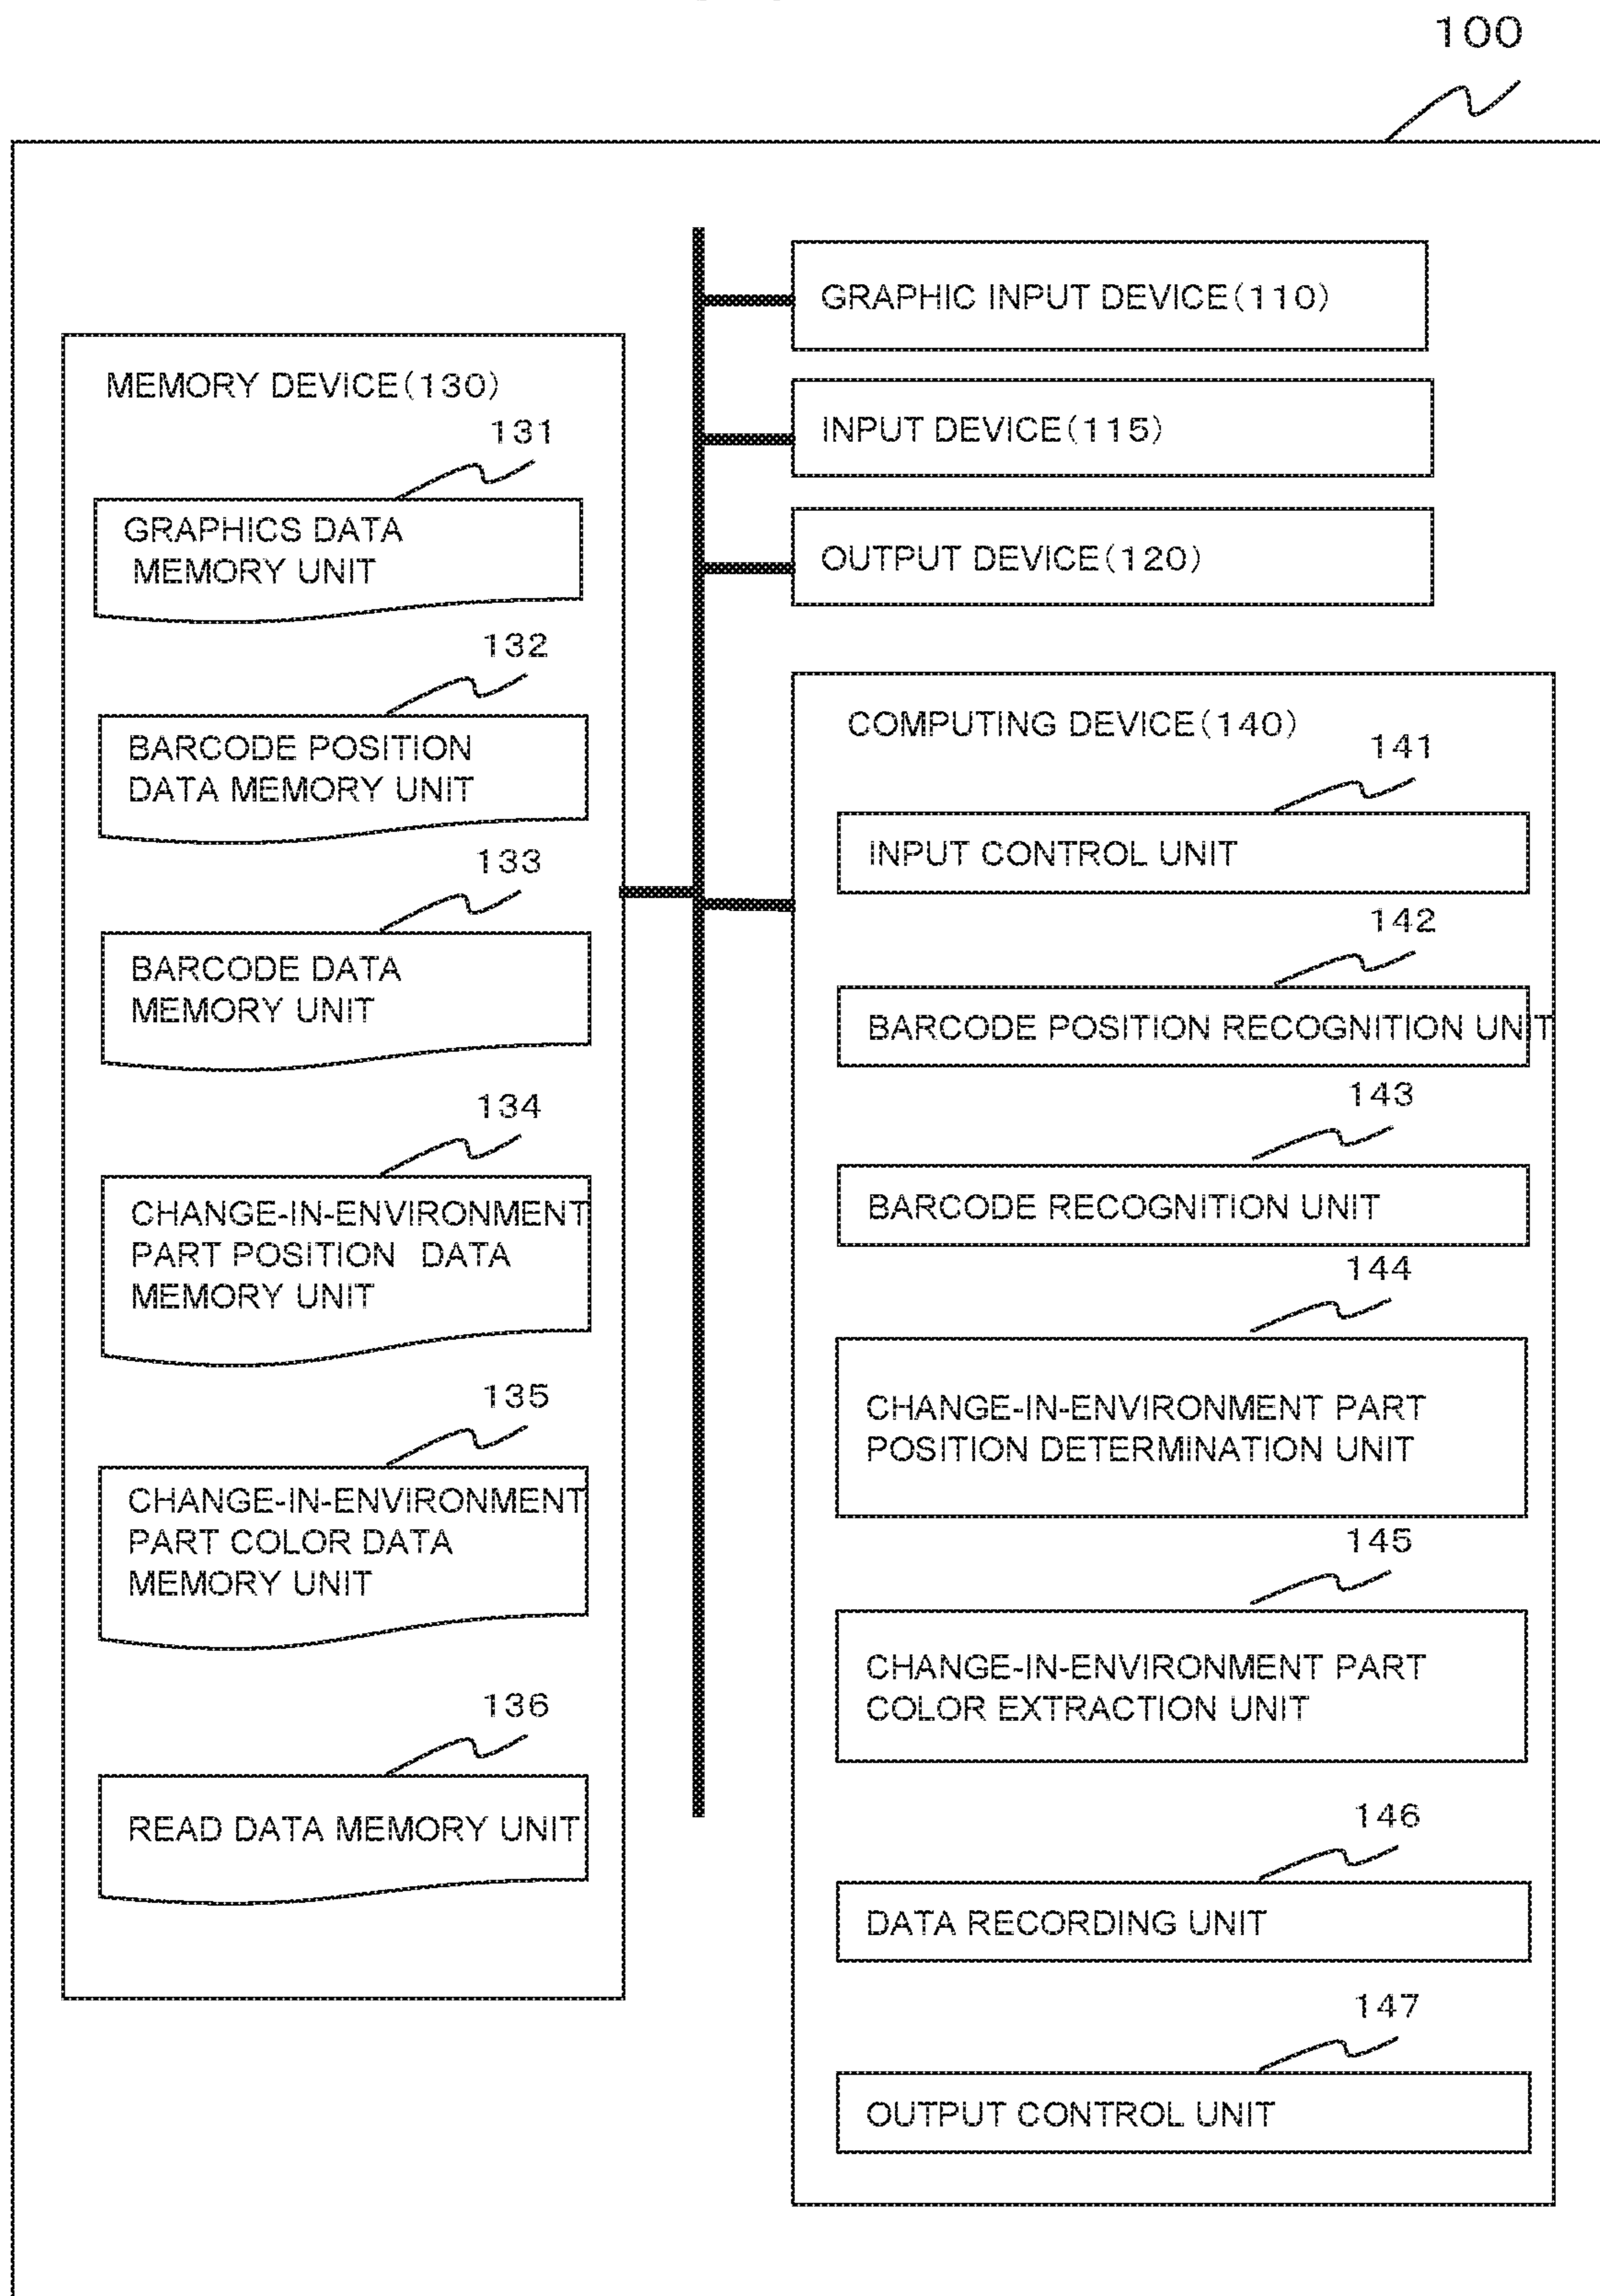 100
MEMORY DEVICE(130)
131
GRAPHICS DATA
MEMORY UNIT
132
BARCODE POSITION
DATA MEMORY UNIT
133
BARCODE DATA
MEMORY UNIT
134
CHANGE-IN-ENVIRONMENT
PART POSITION DATA
MEMORY UNIT
135
CHANGE-IN-ENVIRONMENT
PART COLOR DATA
MEMORY UNIT
136
READ DATA MEMORY UNIT
GRAPHIC INPUT DEVICE(110)
INPUT DEVICE(115)
OUTPUT DEVICE(120)
COMPUTING DEVICE(140)
141
INPUT CONTROL UNIT
142
BARCODE POSITION RECOGNITION UNIT
143
BARCODE RECOGNITION UNIT
144
CHANGE-IN-ENVIRONMENT PART
POSITION DETERMINATION UNIT
145
CHANGE-IN-ENVIRONMENT PART
COLOR EXTRACTION UNIT
146
DATA RECORDING UNIT
147
OUTPUT CONTROL UNIT